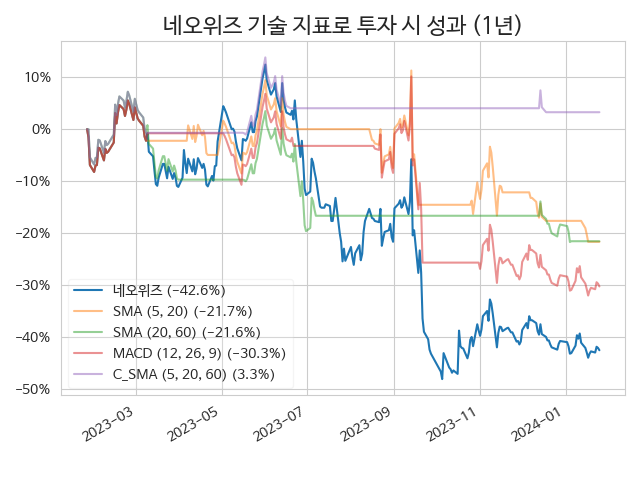 네오위즈 기술 지표로 투자 시 성과 (1년)
10%
0%
−10%
−20%
−30%
−40%
−50%
네오위즈 (−42.6%)
SMA (5, 20) (−21.7%)
SMA (20, 60) (−21.6%)
MACD (12, 26, 9) (−30.3%)
C_SMA (5, 20, 60) (3.3%)
2023−03
2023−05
2023−07
2023−09
2023−11
2024−01